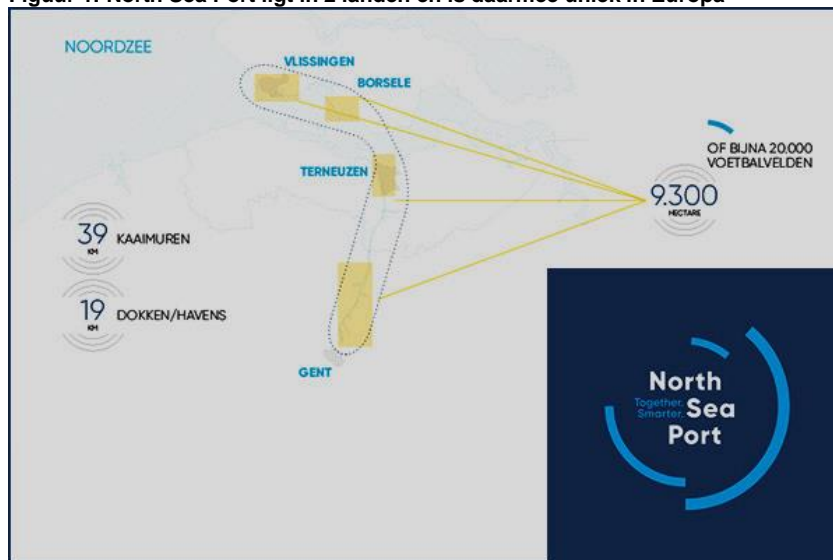 Figuur North Sea Port ligt in 2 landen en is daarmee uniek in Europa
NOORDZEE
VLISSINGEN
BORSELE
OF BIJNA 20.000
VOETBALVELDEN
TERNEUZEN
9.300
HECTARE
39
KM
KAAIMUREN
19
KM
DOKKEN/HAVENS
GENT
North
Together.
Smarter.
Sea
Port